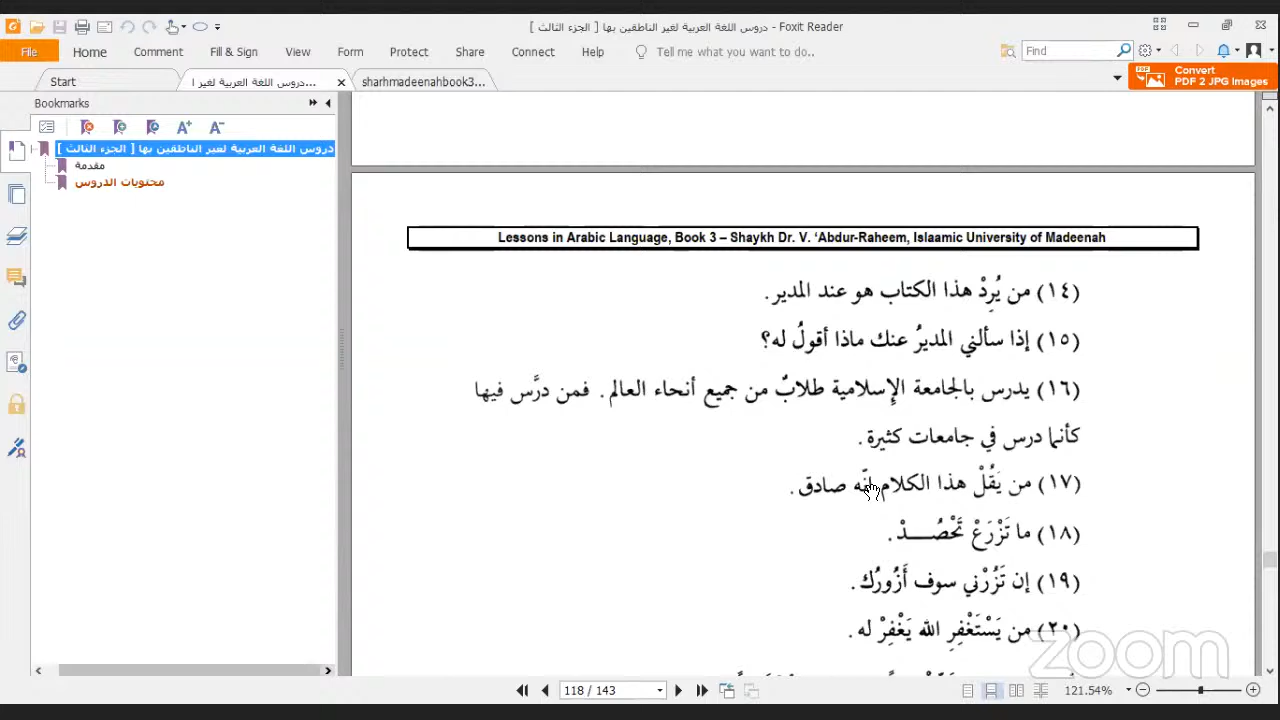 دروس اللغة العربية لغير الناطقين بها [ الجزء الثالث ] - Foxit Reader
File Home Comment Fill & Sign View Form Protect Share Connect Help Tell me what you want to do.. Find
Start دروس اللغة العربية لغير ا... sharhmadeenahbook3... Convert
PDF 2 JPG Images
Bookmarks
دروس اللغة العربية لغير الناطقين بها [ الجزء الثالث ]
مقدمة
محتويات الدروس
Lessons in Arabic Language, Book 3 – Shaykh Dr. V. ‘Abdur-Raheem, Islaamic University of Madeenah
(١٤) من يُرِدْ هذا الكتاب هو عند المدير.
(١٥) إذا سألني المديرُ عنك ماذا أقولُ له؟
(١٦) يدرس بالجامعة الإسلامية طلابٌ من جميع أنحاء العالم. فمن درَّس فيها
كأنما درس في جامعات كثيرة.
(١٧) من يَقُلْ هذا الكلام إنّه صادق.
(١٨) ما تَزْرَعْ تَحْصُـــدْ.
(١٩) إن تَزُرْني سوف أَزُورُك.
(٢٠) من يَسْتَغْفِرِ الله يَغْفِرْ له.
zoom
118 / 143 121.54%